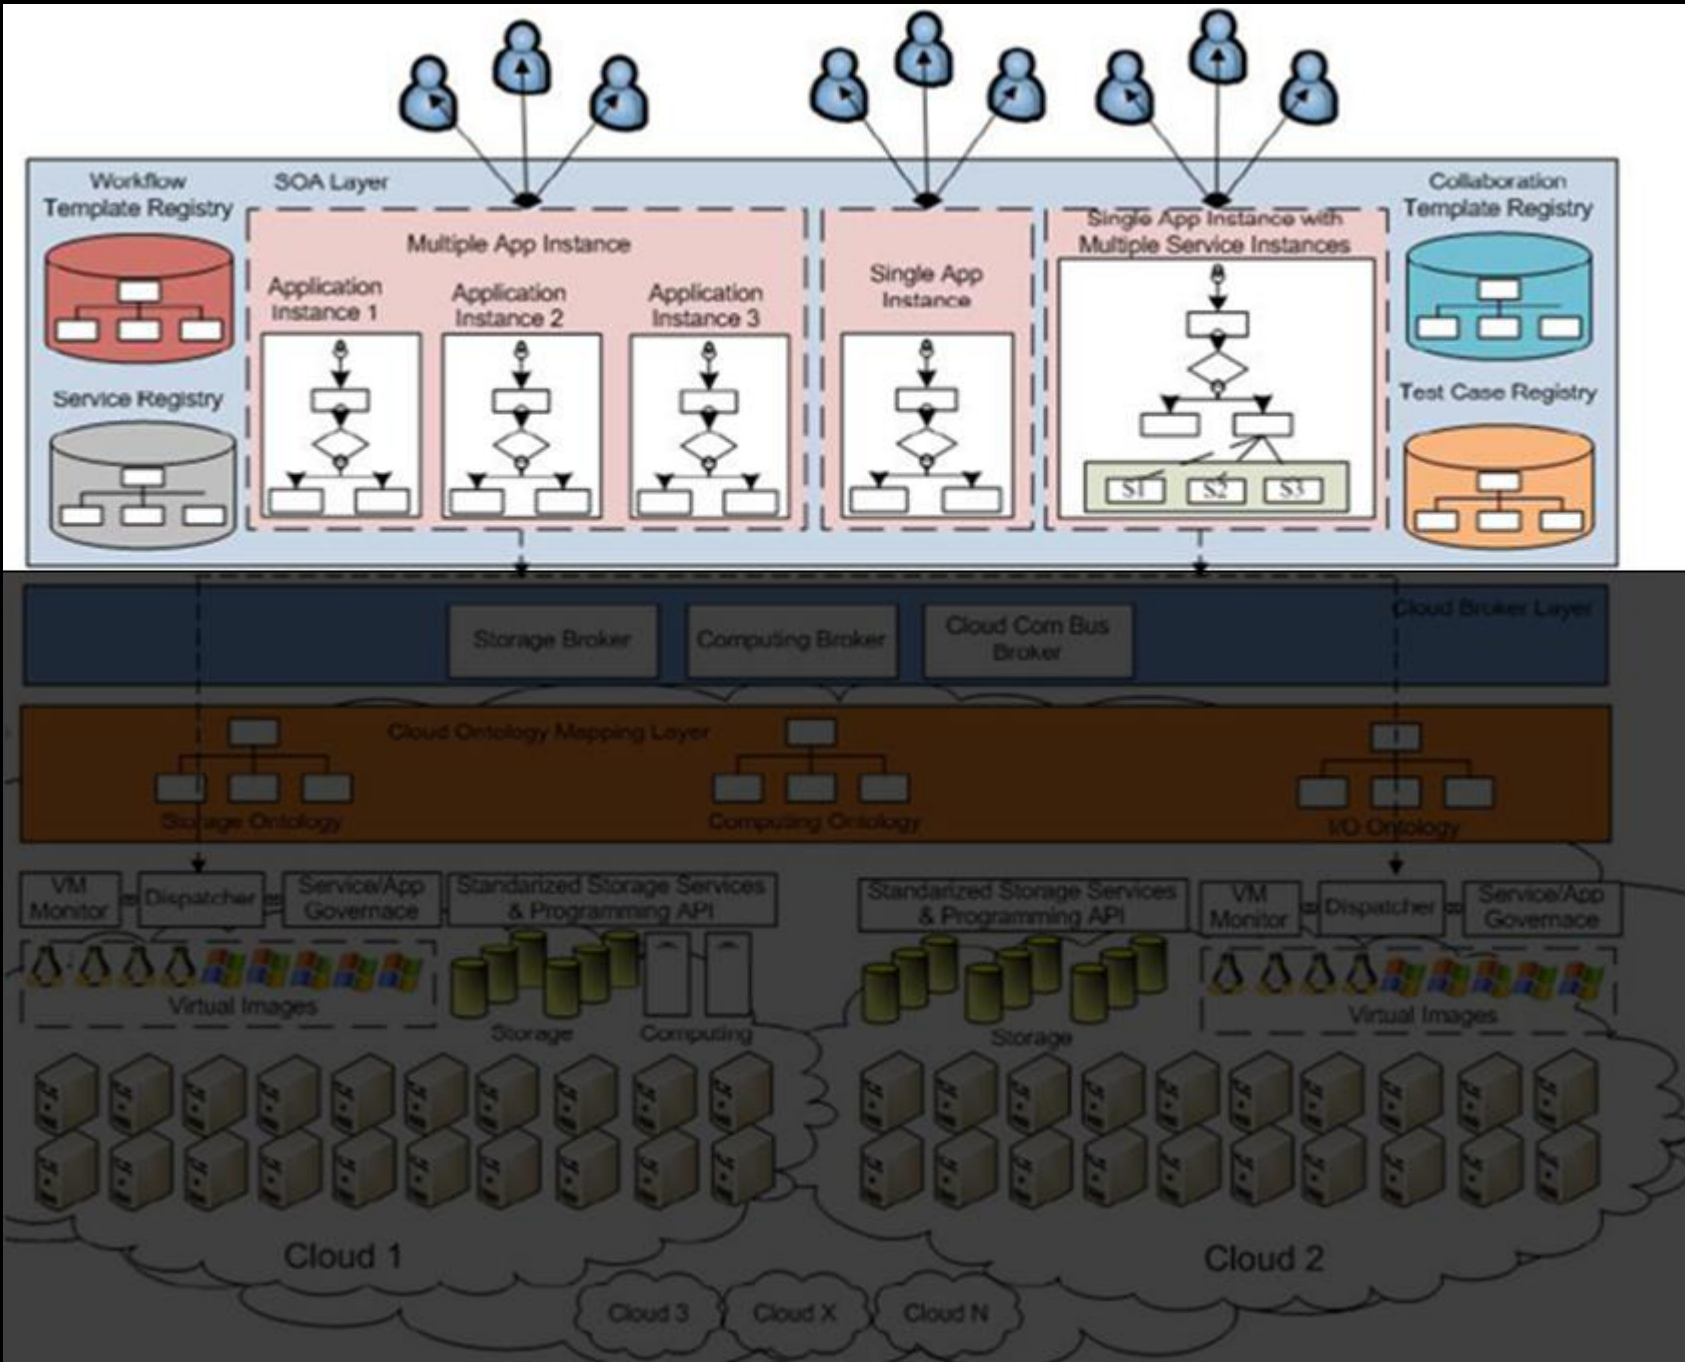 Workflow
Template Registry
SOA Layer
Collaboration
Template Registry
Multiple App Instance
Single App Instance with
Multiple Service Instances
Application
Instance 1
Application
Instance 2
Application
Instance 3
Single App
Instance
Service Registry
Test Case Registry
S1
S2
S3
Cloud Broker Layer
Storage Broker
Computing Broker
Cloud Com Bus
Broker
Cloud Ontology Mapping Layer
Storage Ontology
Computing Ontology
I/O Ontology
VM
Monitor
Dispatcher
Service/App
Governace
Standarized Storage Services
& Programming API
Standarized Storage Services
& Programming API
VM
Monitor
Dispatcher
Service/App
Governace
Virtual Images
Storage
Computing
Storage
Virtual Images
Cloud 1
Cloud 2
Cloud 3
Cloud X
Cloud N